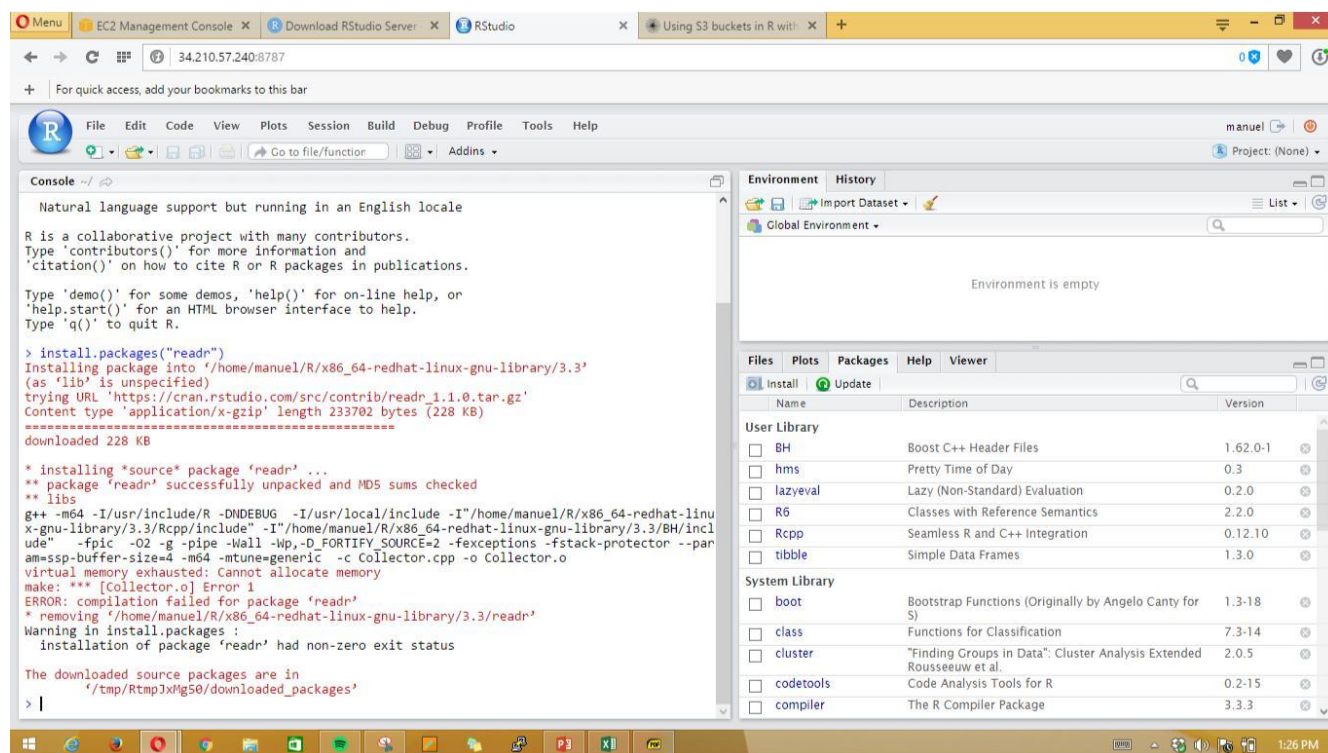 Menu
EC2 Management Console
Download RStudio Server
RStudio
Using S3 buckets in R with
34.210.57.240:8787
0
For quick access, add your bookmarks to this bar
R
File Edit Code View Plots Session Build Debug Profile Tools Help
manuel
Go to file/function
Addins
Project: (None)
Console ~/
Natural language support but running in an English locale
R is a collaborative project with many contributors.
Type 'contributors()' for more information and
'citation()' on how to cite R or R packages in publications.
Type 'demo()' for some demos, 'help()' for on-line help, or
'help.start()' for an HTML browser interface to help.
Type 'q()' to quit R.
> install.packages("readr")
Installing package into ‘/home/manuel/R/x86_64-redhat-linux-gnu-library/3.3’
(as ‘lib’ is unspecified)
trying URL 'https://cran.rstudio.com/src/contrib/readr_1.1.0.tar.gz'
Content type 'application/x-gzip' length 233702 bytes (228 KB)
==================================================
downloaded 228 KB
* installing *source* package ‘readr’ ...
** package ‘readr’ successfully unpacked and MD5 sums checked
** libs
g++ -m64 -I/usr/include/R -DNDEBUG -I/usr/local/include -I"/home/manuel/R/x86_64-redhat-linu
x-gnu-library/3.3/Rcpp/include" -I"/home/manuel/R/x86_64-redhat-linux-gnu-library/3.3/BH/incl
ude" -fpic -O2 -g -pipe -Wall -Wp,-D_FORTIFY_SOURCE=2 -fexceptions -fstack-protector --par
am=ssp-buffer-size=4 -m64 -mtune=generic -c Collector.cpp -o Collector.o
virtual memory exhausted: Cannot allocate memory
make: *** [Collector.o] Error 1
ERROR: compilation failed for package ‘readr’
* removing ‘/home/manuel/R/x86_64-redhat-linux-gnu-library/3.3/readr’
Warning in install.packages :
installation of package ‘readr’ had non-zero exit status
The downloaded source packages are in
‘/tmp/RtmpJxMg50/downloaded_packages’
>
Environment History
Import Dataset
List
Global Environment
Environment is empty
Files Plots Packages Help Viewer
Install Update
Name Description Version
User Library
BH Boost C++ Header Files 1.62.0-1
hms Pretty Time of Day 0.3
lazyeval Lazy (Non-Standard) Evaluation 0.2.0
R6 Classes with Reference Semantics 2.2.0
Rcpp Seamless R and C++ Integration 0.12.10
tibble Simple Data Frames 1.3.0
System Library
boot Bootstrap Functions (Originally by Angelo Canty for S) 1.3-18
class Functions for Classification 7.3-14
cluster "Finding Groups in Data": Cluster Analysis Extended Rousseeuw et al. 2.0.5
codetools Code Analysis Tools for R 0.2-15
compiler The R Compiler Package 3.3.3
1:26 PM